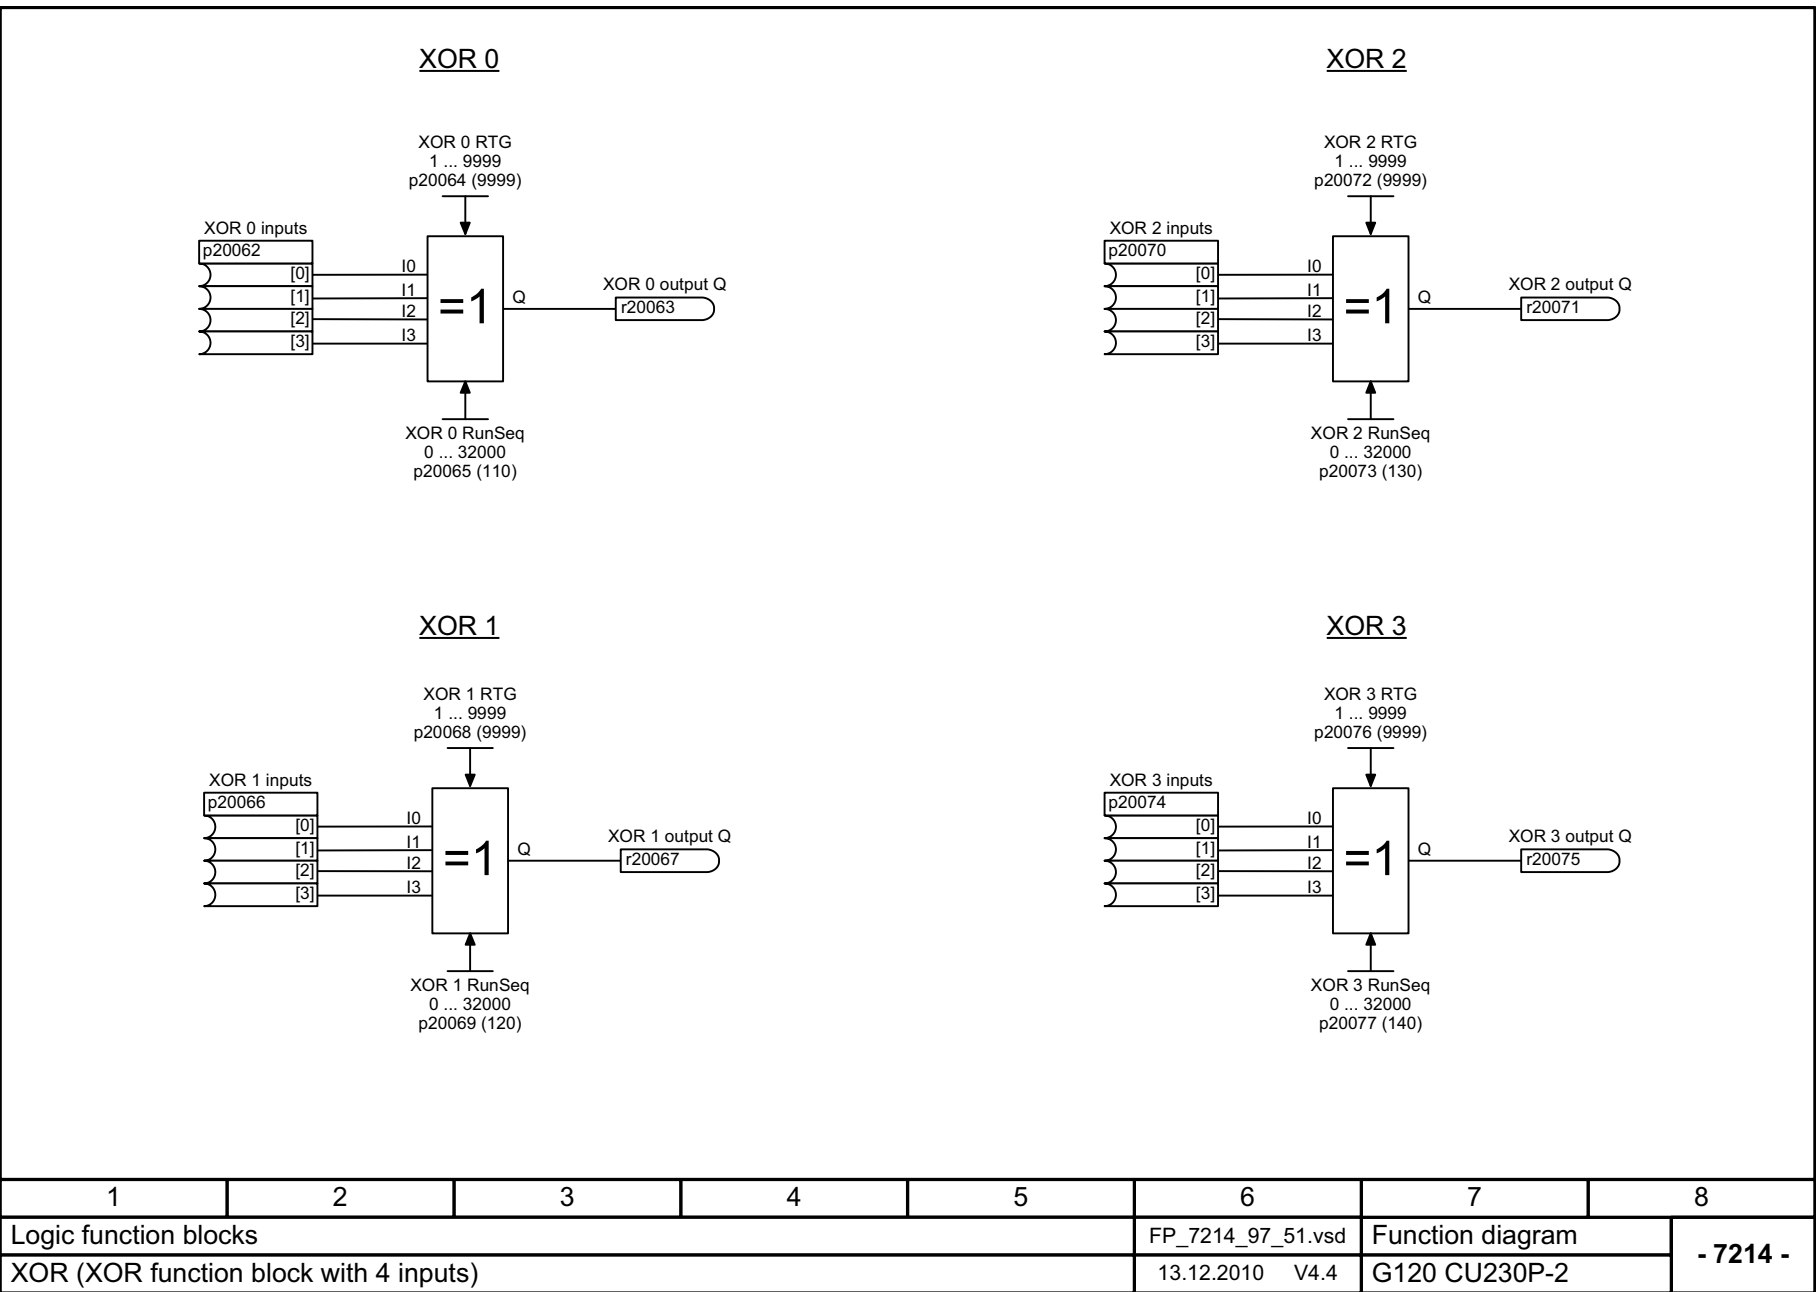 XOR 0
XOR 0 RTG
1 ... 9999
p20064 (9999)
XOR 0 inputs
p20062
[0]
[1]
[2]
[3]
I0
I1
I2
I3
=1
Q
XOR 0 output Q
r20063
XOR 0 RunSeq
0 ... 32000
p20065 (110)
XOR 2
XOR 2 RTG
1 ... 9999
p20072 (9999)
XOR 2 inputs
p20070
[0]
[1]
[2]
[3]
I0
I1
I2
I3
=1
Q
XOR 2 output Q
r20071
XOR 2 RunSeq
0 ... 32000
p20073 (130)
XOR 1
XOR 1 RTG
1 ... 9999
p20068 (9999)
XOR 1 inputs
p20066
[0]
[1]
[2]
[3]
I0
I1
I2
I3
=1
Q
XOR 1 output Q
r20067
XOR 1 RunSeq
0 ... 32000
p20069 (120)
XOR 3
XOR 3 RTG
1 ... 9999
p20076 (9999)
XOR 3 inputs
p20074
[0]
[1]
[2]
[3]
I0
I1
I2
I3
=1
Q
XOR 3 output Q
r20075
XOR 3 RunSeq
0 ... 32000
p20077 (140)
1 2 3 4 5 6 7 8
Logic function blocks
FP_7214_97_51.vsd
Function diagram
- 7214 -
XOR (XOR function block with 4 inputs)
13.12.2010 V4.4
G120 CU230P-2